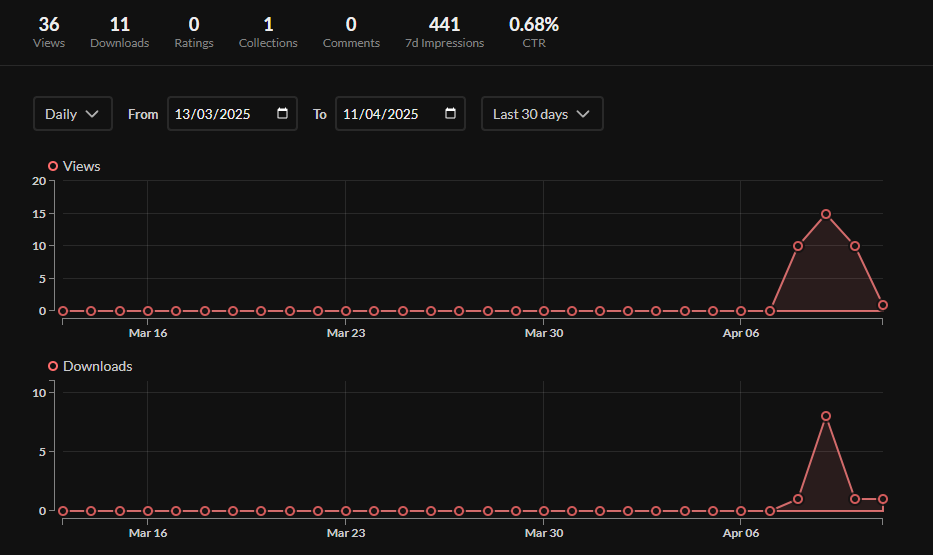 36 11 0 1 0 441 0.68%
Views Downloads Ratings Collections Comments 7d Impressions CTR
Daily From 13/03/2025 To 11/04/2025 Last 30 days
Views
20
15
10
5
0
Mar 16 Mar 23 Mar 30 Apr 06
Downloads
10
5
0
Mar 16 Mar 23 Mar 30 Apr 06